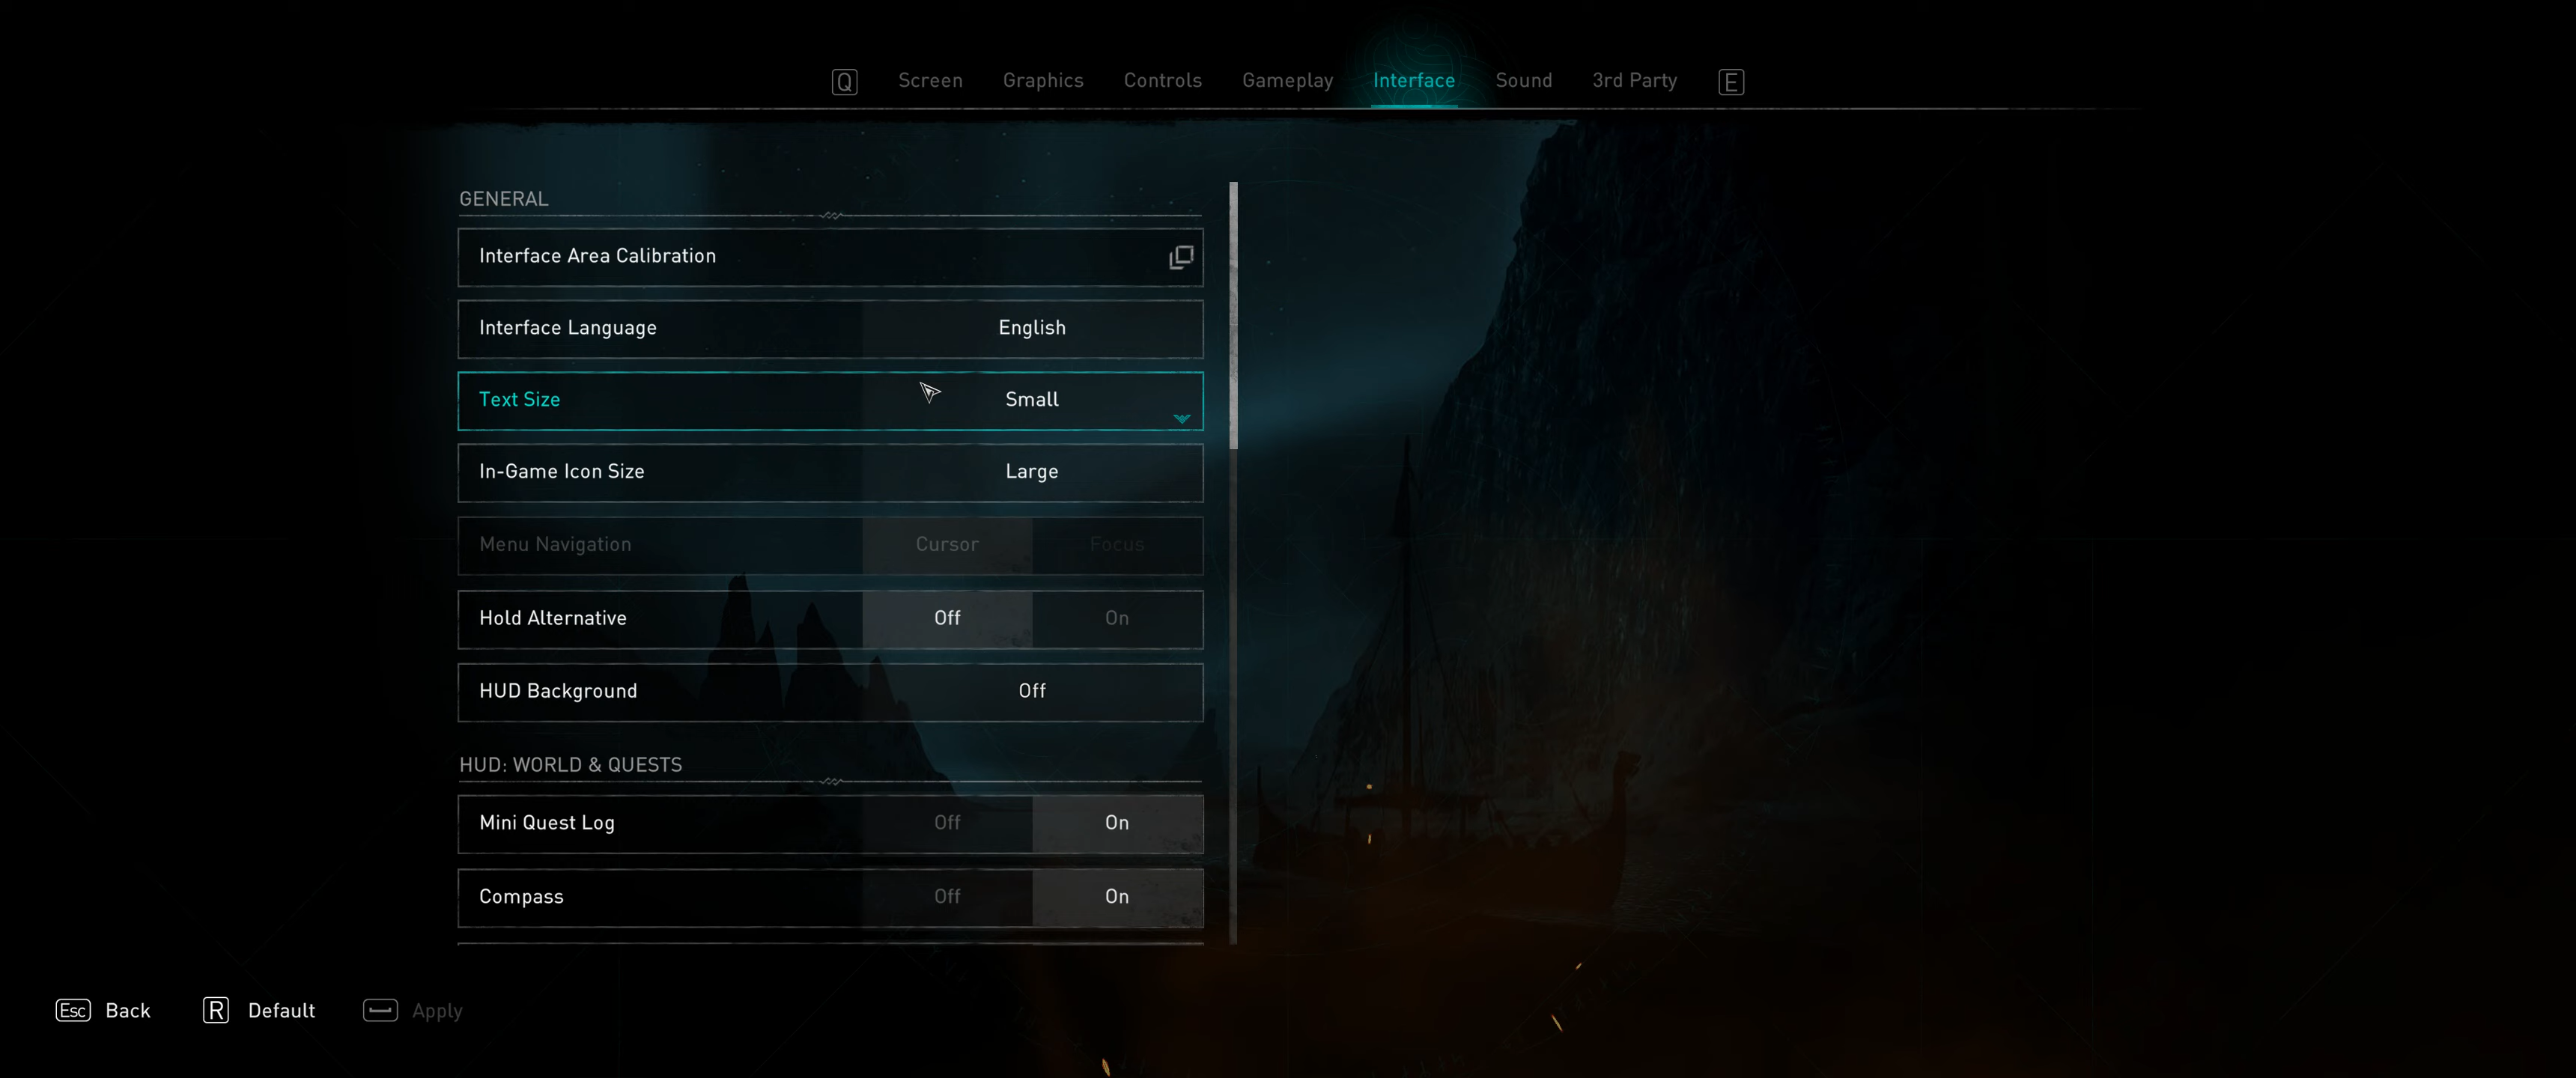 Q Screen Graphics Controls Gameplay Interface Sound 3rd Party E
GENERAL
Interface Area Calibration
Interface Language English
Text Size Small
In-Game Icon Size Large
Menu Navigation Cursor Focus
Hold Alternative Off On
HUD Background Off
HUD: WORLD & QUESTS
Mini Quest Log Off On
Compass Off On
Esc Back R Default Apply